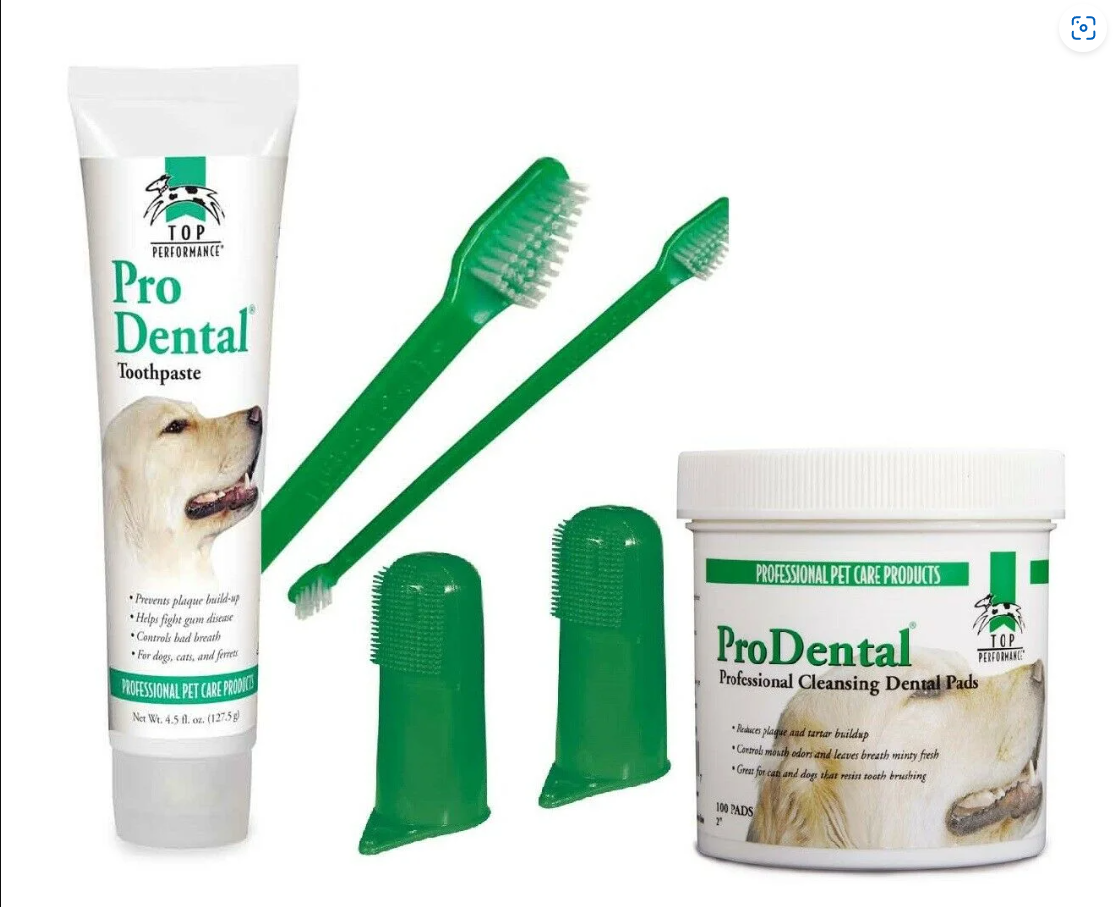 TOP
PERFORMANCE®
Pro
Dental®
Toothpaste
• Prevents plaque build-up
• Helps fight gum disease
• Controls bad breath
• For dogs, cats, and ferrets
PROFESSIONAL PET CARE PRODUCTS
Net Wt. 4.5 fl. oz. (127.5 g)
PROFESSIONAL PET CARE PRODUCTS
TOP
PERFORMANCE®
ProDental®
Professional Cleansing Dental Pads
• Reduces plaque and tartar buildup
• Controls mouth odors and leaves breath minty fresh
• Great for cats and dogs that resist tooth brushing
100 PADS
2"